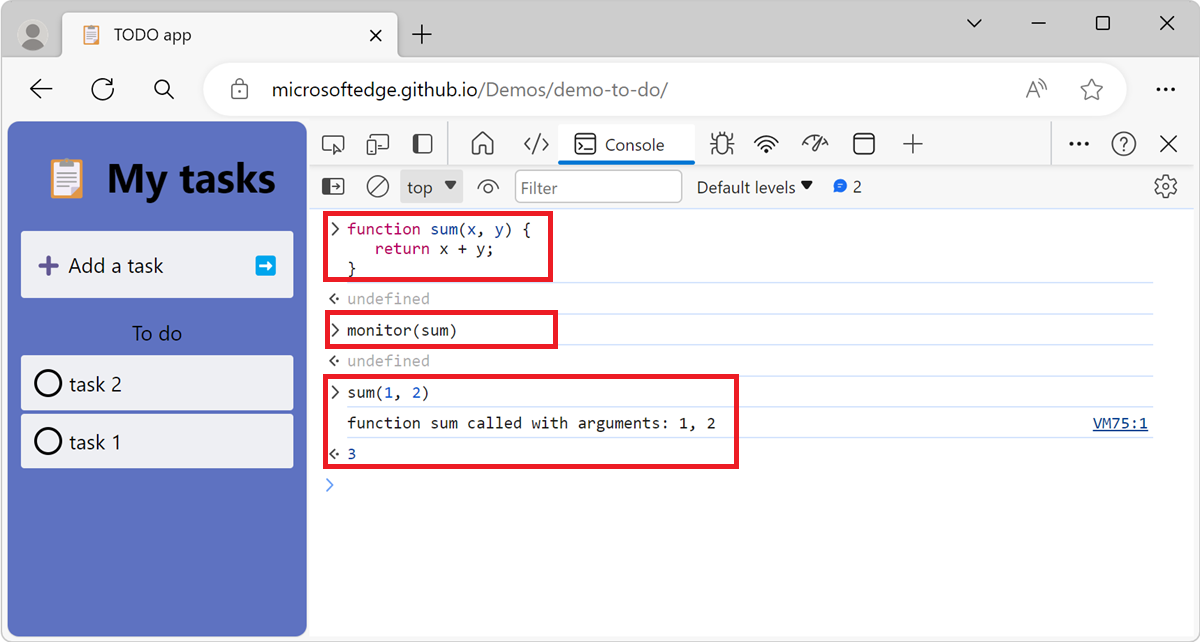 TODO app
microsoftedge.github.io/Demos/demo-to-do/
My tasks
Add a task
To do
task 2
task 1
Console
top
Filter
Default levels
2
function sum(x, y) {
return x + y;
}
undefined
monitor(sum)
undefined
sum(1, 2)
function sum called with arguments: 1, 2
VM75:1
3